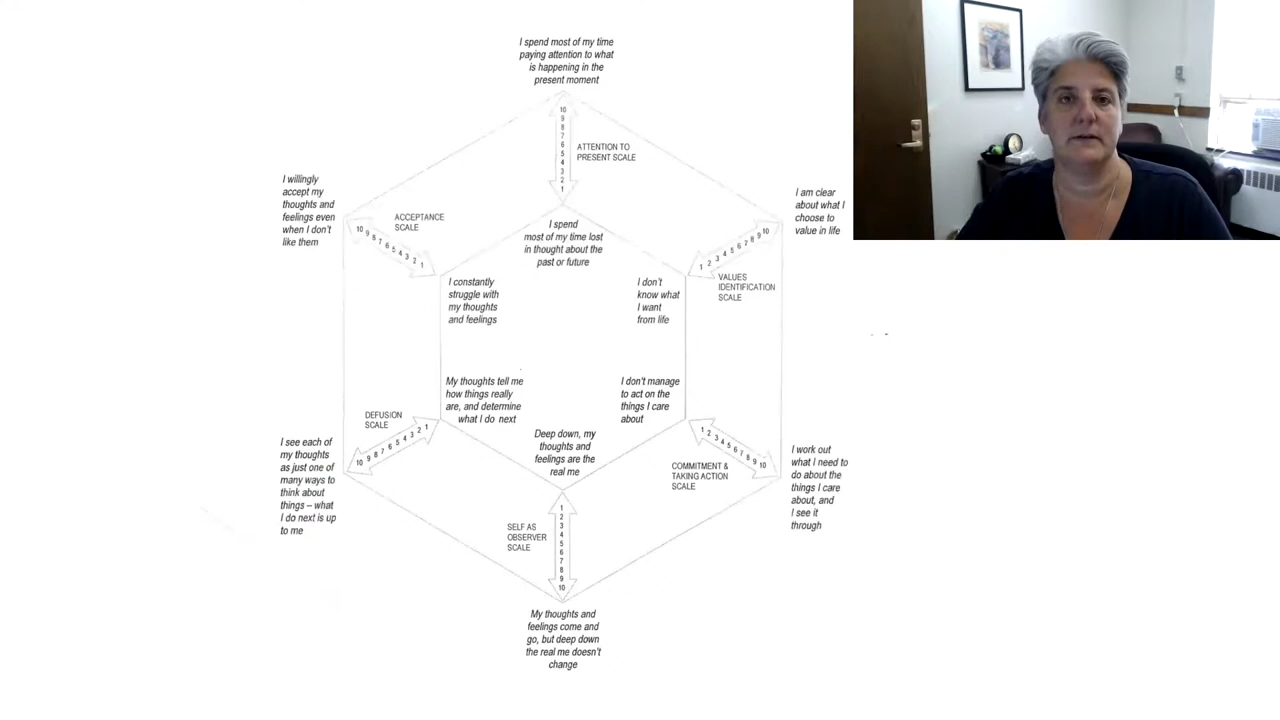 I spend most of my time
paying attention to what
is happening in the
present moment
10
9
8
7
6
5
4
3
2
1
ATTENTION TO
PRESENT SCALE
I spend
most of my time lost
in thought about the
past or future
I willingly
accept my
thoughts and
feelings even
when I don't
like them
ACCEPTANCE
SCALE
10 9 8 7 6 5 4 3 2 1
I constantly
struggle with
my thoughts
and feelings
I am clear
about what I
choose to
value in life
1 2 3 4 5 6 7 8 9 10
VALUES
IDENTIFICATION
SCALE
I don't
know what
I want
from life
My thoughts tell me
how things really
are, and determine
what I do next
DEFUSION
SCALE
10 9 8 7 6 5 4 3 2 1
I see each of
my thoughts
as just one of
many ways to
think about
things – what
I do next is up
to me
I don't manage
to act on the
things I care
about
1 2 3 4 5 6 7 8 9 10
COMMITMENT &
TAKING ACTION
SCALE
I work out
what I need to
do about the
things I care
about, and
I see it
through
Deep down, my
thoughts and
feelings are the
real me
1
2
3
4
5
6
7
8
9
10
SELF AS
OBSERVER
SCALE
My thoughts and
feelings come and
go, but deep down
the real me doesn't
change